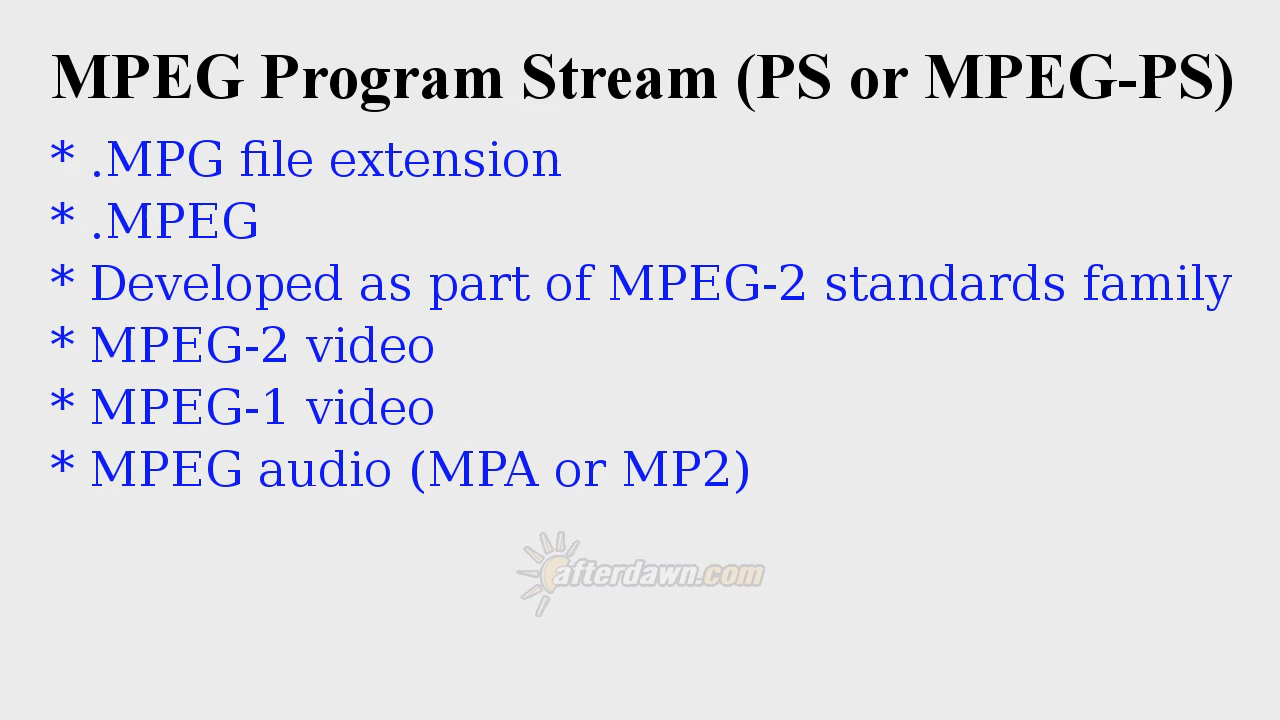 MPEG Program Stream (PS or MPEG-PS)
* .MPG file extension
* .MPEG
* Developed as part of MPEG-2 standards family
* MPEG-2 video
* MPEG-1 video
* MPEG audio (MPA or MP2)
afterdawn.com